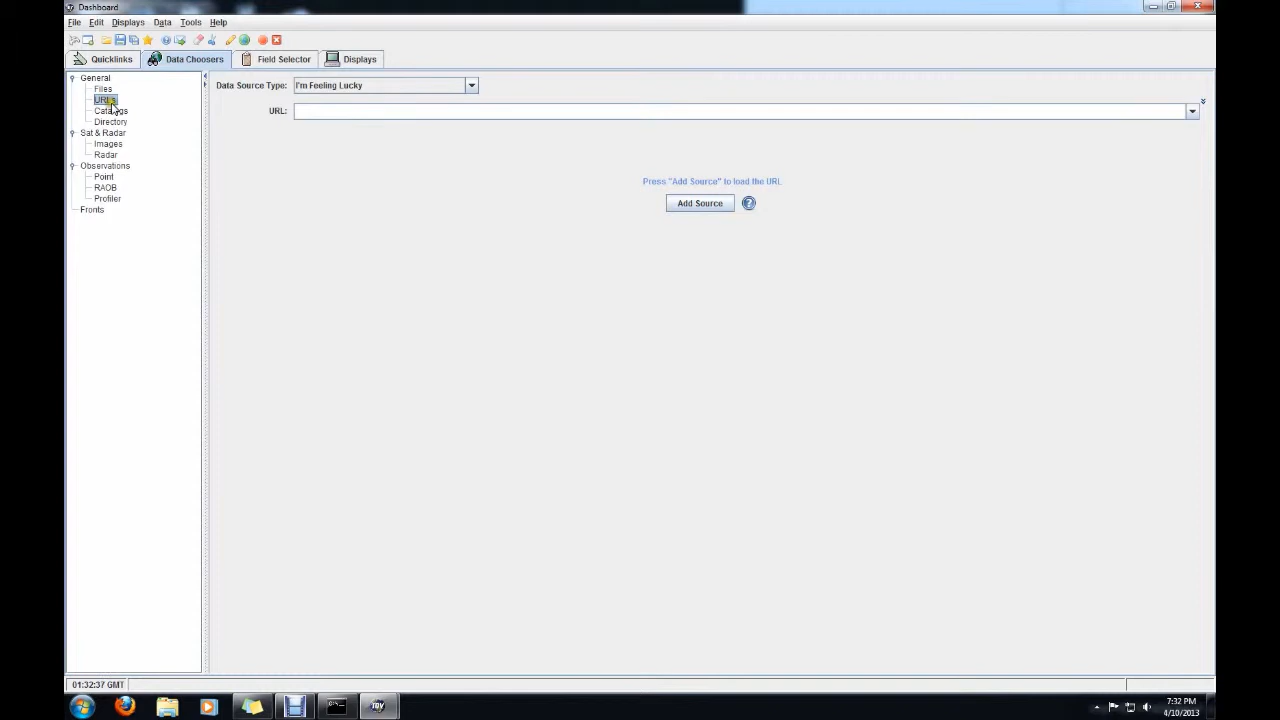 Dashboard
File Edit Displays Data Tools Help
Quicklinks Data Choosers Field Selector Displays
General
Files
URLs
Catalogs
Directory
Sat & Radar
Images
Radar
Observations
Point
RAOB
Profiler
Fronts
Data Source Type: I'm Feeling Lucky
URL:
Press "Add Source" to load the URL
Add Source
01:32:37 GMT
IDV
7:32 PM
4/10/2013